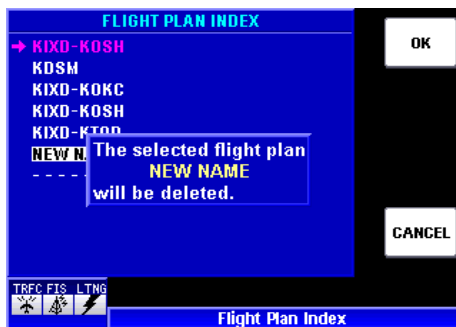 FLIGHT PLAN INDEX
OK
KIXD-KOSH
KDSM
KIXD-KOKC
KIXD-KOSH
NEW
The selected flight plan
NEW NAME
will be deleted.
CANCEL
TRFC FIS LTNG
Flight Plan Index